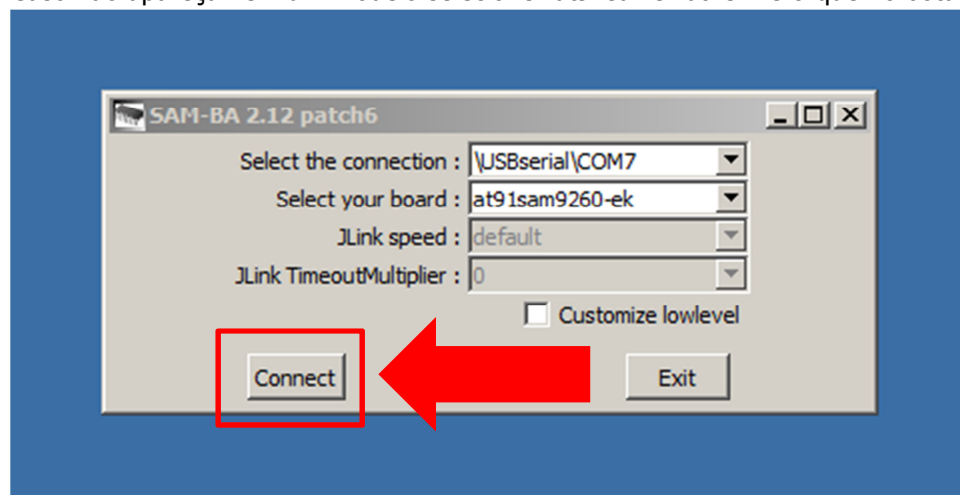 SAM-BA 2.12 patch6
Select the connection : \USBserial\COM7
Select your board : at91sam9260-ek
JLink speed : default
JLink TimeoutMultiplier : 0
Customize lowlevel
Connect Exit